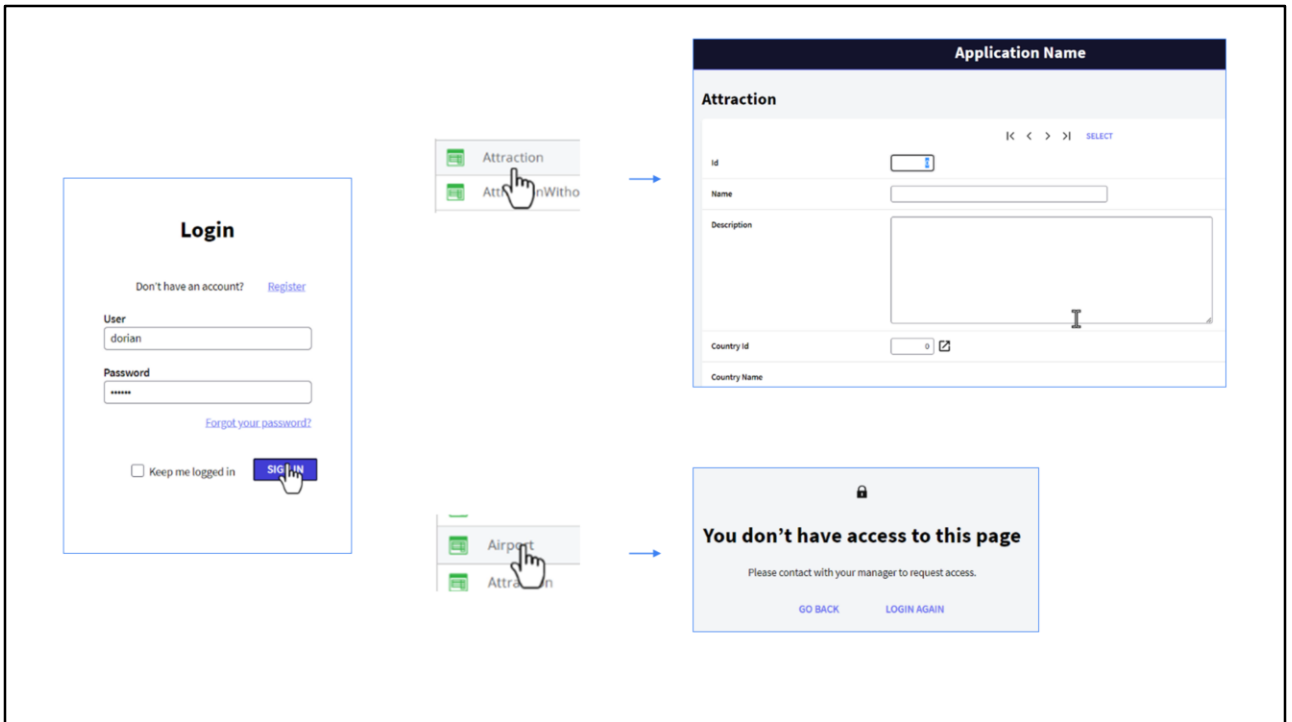 Login
Don't have an account? Register
User
dorian
Password
••••••
Forgot your password?
Keep me logged in
Attraction
Application Name
Attraction
SELECT
Id
Name
Description
Country Id 0
Country Name
Airport
You don't have access to this page
Please contact with your manager to request access.
GO BACK LOGIN AGAIN